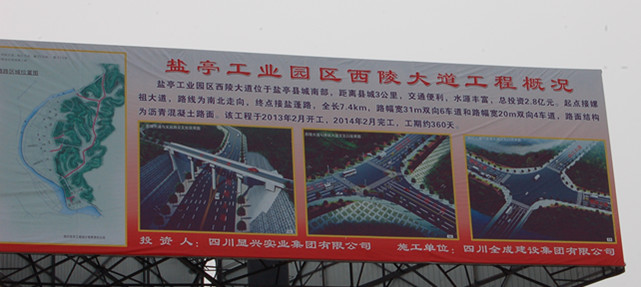 盐亭工业园区西陵大道工程概况
盐亭工业园区西陵大道位于盐亭县城南部，距离县城3公里，交通便利，水源丰富，总投资2.8亿元。起点接嫘
祖大道，路线为南北走向，终点接盐蓬路，全长7.4km，路幅宽31m双向6车道和路幅宽20m双向4车道，路面结构
为沥青混凝土路面。该工程于2013年2月开工，2014年2月完工，工期约360天。
投资人：四川显兴实业集团有限公司
施工单位：四川全成建设集团有限公司